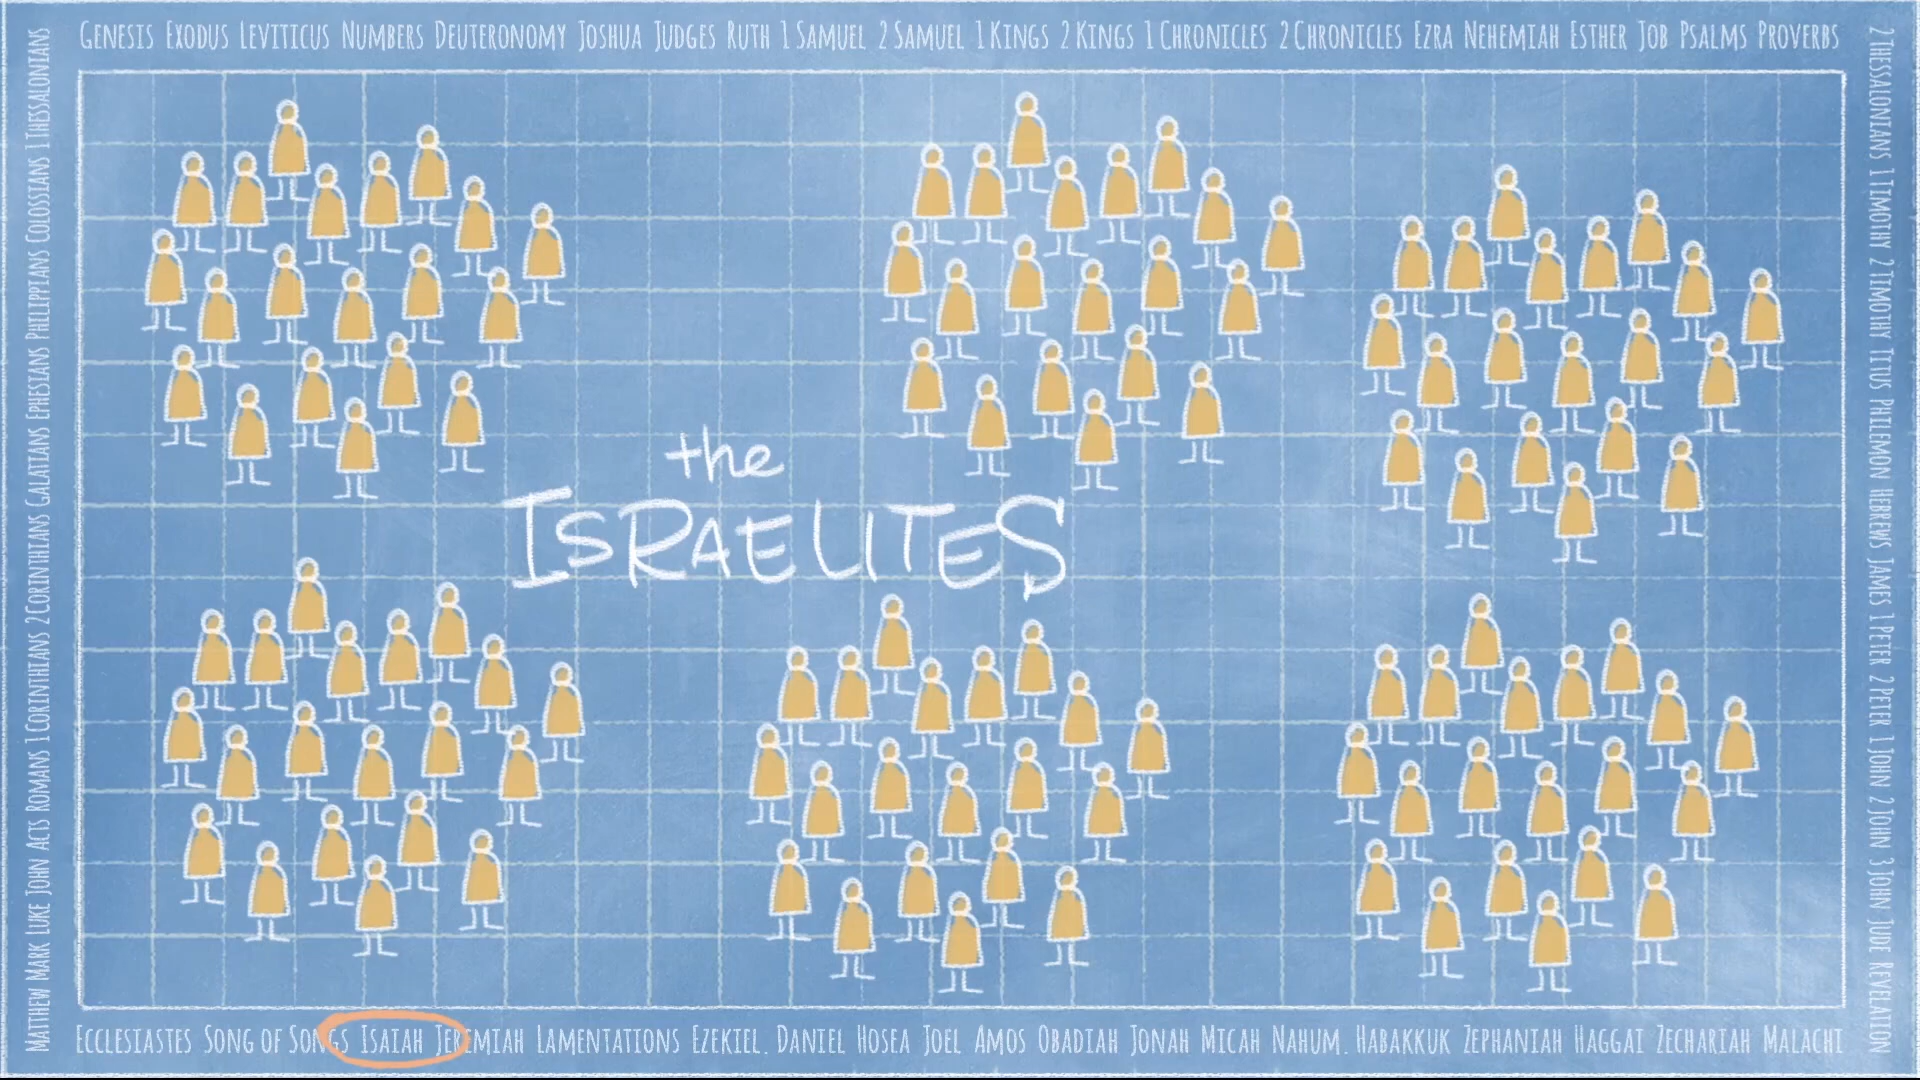 Genesis Exodus Leviticus Numbers Deuteronomy Joshua Judges Ruth 1 Samuel 2 Samuel 1 Kings 2 Kings 1 Chronicles 2 Chronicles Ezra Nehemiah Esther Job Psalms Proverbs
the
Israelites
Ecclesiastes Song of Songs Isaiah Jeremiah Lamentations Ezekiel. Daniel Hosea Joel Amos Obadiah Jonah Micah Nahum. Habakkuk Zephaniah Haggai Zechariah Malachi
Matthew Mark Luke John Acts Romans 1 Corinthians 2 Corinthians Galatians Ephesians Philippians Colossians 1 Thessalonians
2 Thessalonians 1 Timothy 2 Timothy Titus Philemon Hebrews James 1 Peter 2 Peter 1 John 2 John 3 John Jude Revelation